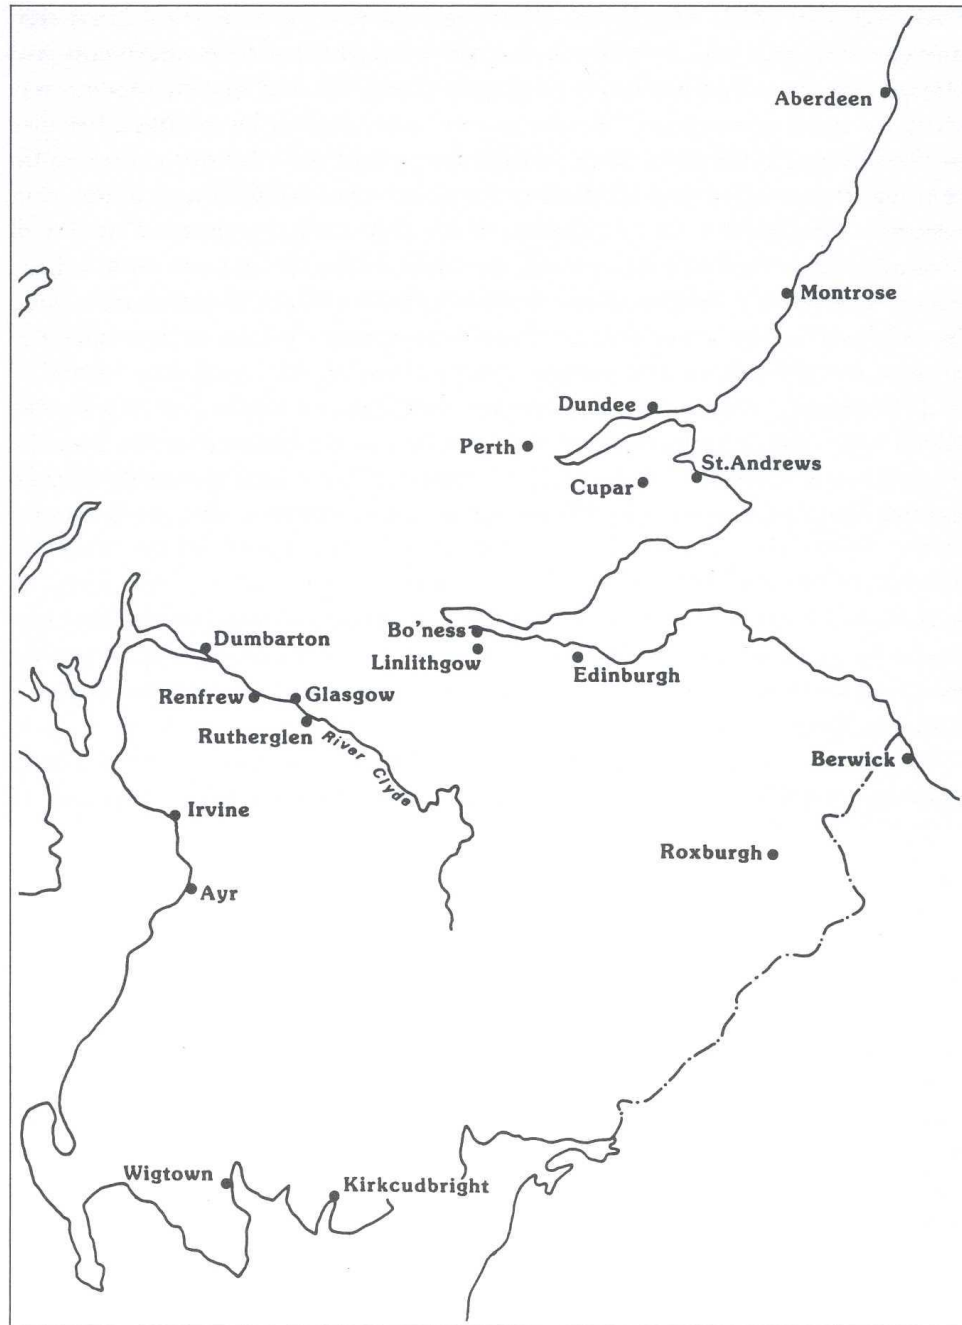 Aberdeen
Montrose
Dundee
Perth
St.Andrews
Cupar
Bo'ness
Dumbarton
Linlithgow
Edinburgh
Renfrew
Glasgow
Rutherglen
River Clyde
Berwick
Irvine
Roxburgh
Ayr
Wigtown
Kirkcudbright